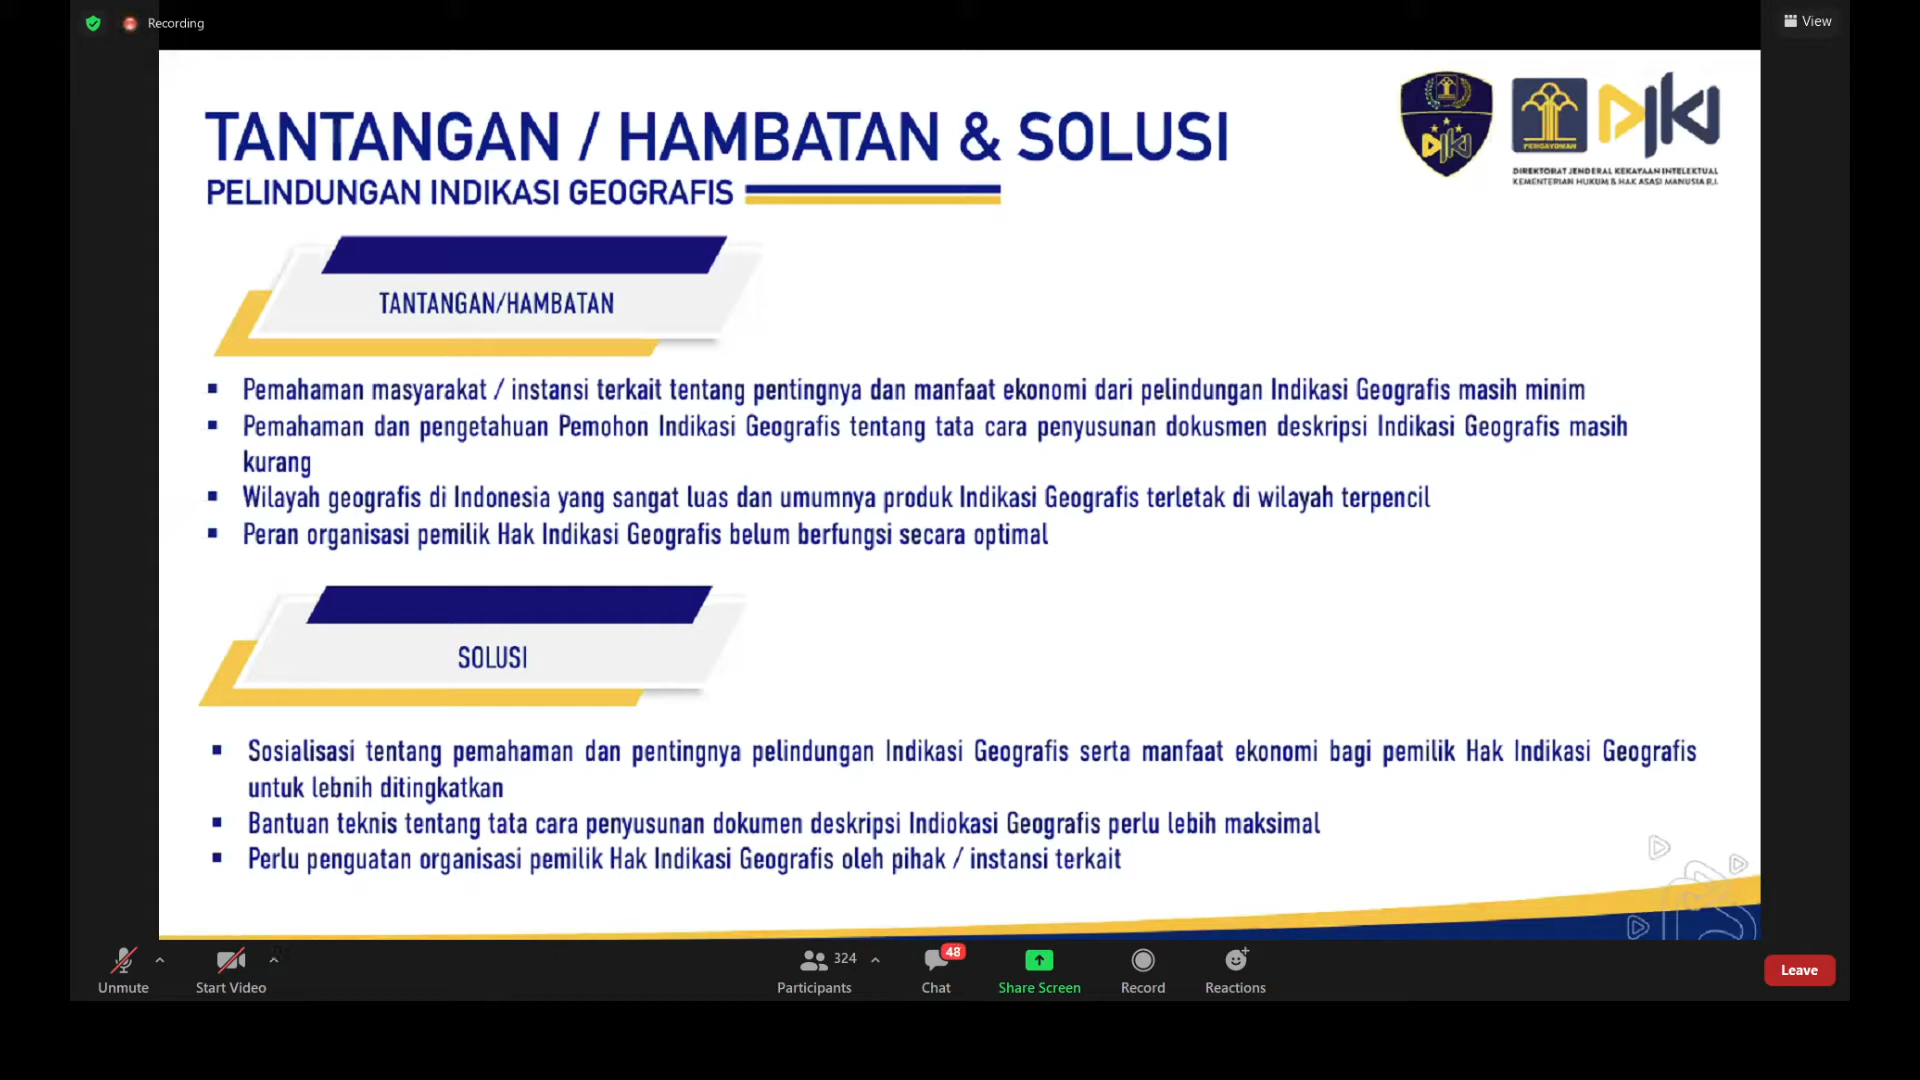 Recording
View
TANTANGAN / HAMBATAN & SOLUSI
PELINDUNGAN INDIKASI GEOGRAFIS
PENGAYOMAN
DIREKTORAT JENDERAL KEKAYAAN INTELEKTUAL
KEMENTERIAN HUKUM & HAK ASASI MANUSIA R.I.
TANTANGAN/HAMBATAN
▪ Pemahaman masyarakat / instansi terkait tentang pentingnya dan manfaat ekonomi dari pelindungan Indikasi Geografis masih minim
▪ Pemahaman dan pengetahuan Pemohon Indikasi Geografis tentang tata cara penyusunan dokusmen deskripsi Indikasi Geografis masih
kurang
▪ Wilayah geografis di Indonesia yang sangat luas dan umumnya produk Indikasi Geografis terletak di wilayah terpencil
▪ Peran organisasi pemilik Hak Indikasi Geografis belum berfungsi secara optimal
SOLUSI
▪ Sosialisasi tentang pemahaman dan pentingnya pelindungan Indikasi Geografis serta manfaat ekonomi bagi pemilik Hak Indikasi Geografis
untuk lebnih ditingkatkan
▪ Bantuan teknis tentang tata cara penyusunan dokumen deskripsi Indiokasi Geografis perlu lebih maksimal
▪ Perlu penguatan organisasi pemilik Hak Indikasi Geografis oleh pihak / instansi terkait
324
48
Unmute
Start Video
Participants
Chat
Share Screen
Record
Reactions
Leave